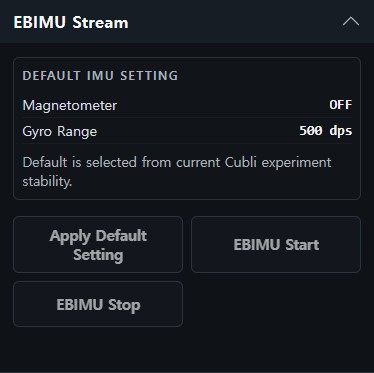 EBIMU Stream
DEFAULT IMU SETTING
Magnetometer OFF
Gyro Range 500 dps
Default is selected from current Cubli experiment
stability.
Apply Default
Setting
EBIMU Start
EBIMU Stop